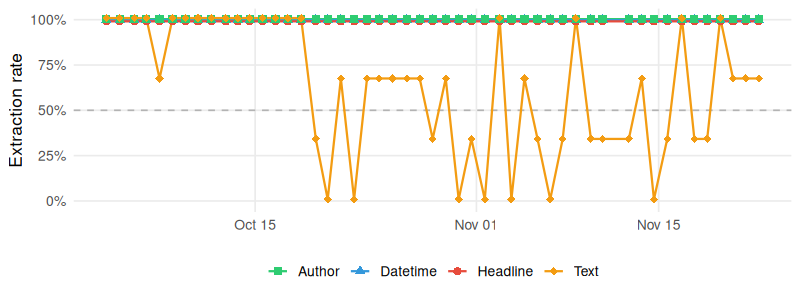 100%
75%
50%
25%
0%
Extraction rate
Oct 15 Nov 01 Nov 15
Author Datetime Headline Text